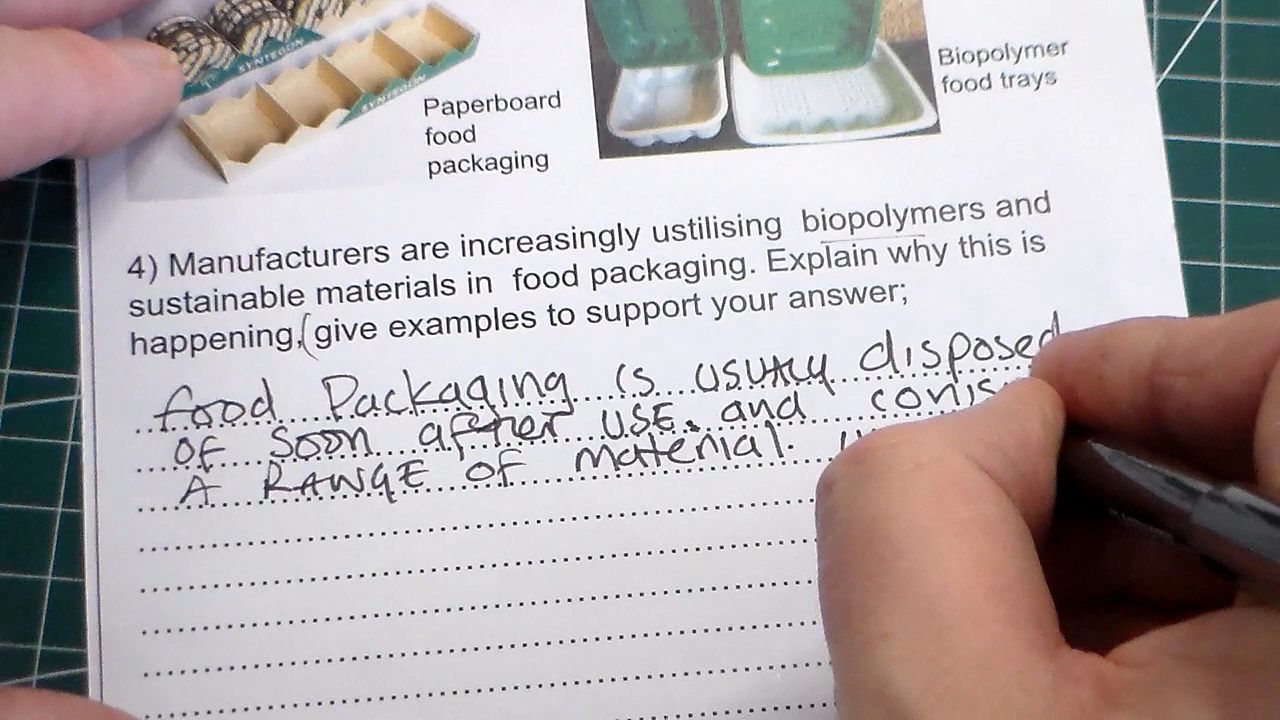 SYNTEGON
SYNTEGON
Paperboard
food
packaging
Biopolymer
food trays
4) Manufacturers are increasingly ustilising biopolymers and
sustainable materials in food packaging. Explain why this is
happening, (give examples to support your answer;
food Packaging is usually disposed
OF SOON after USE. and
A RANGE OF material.